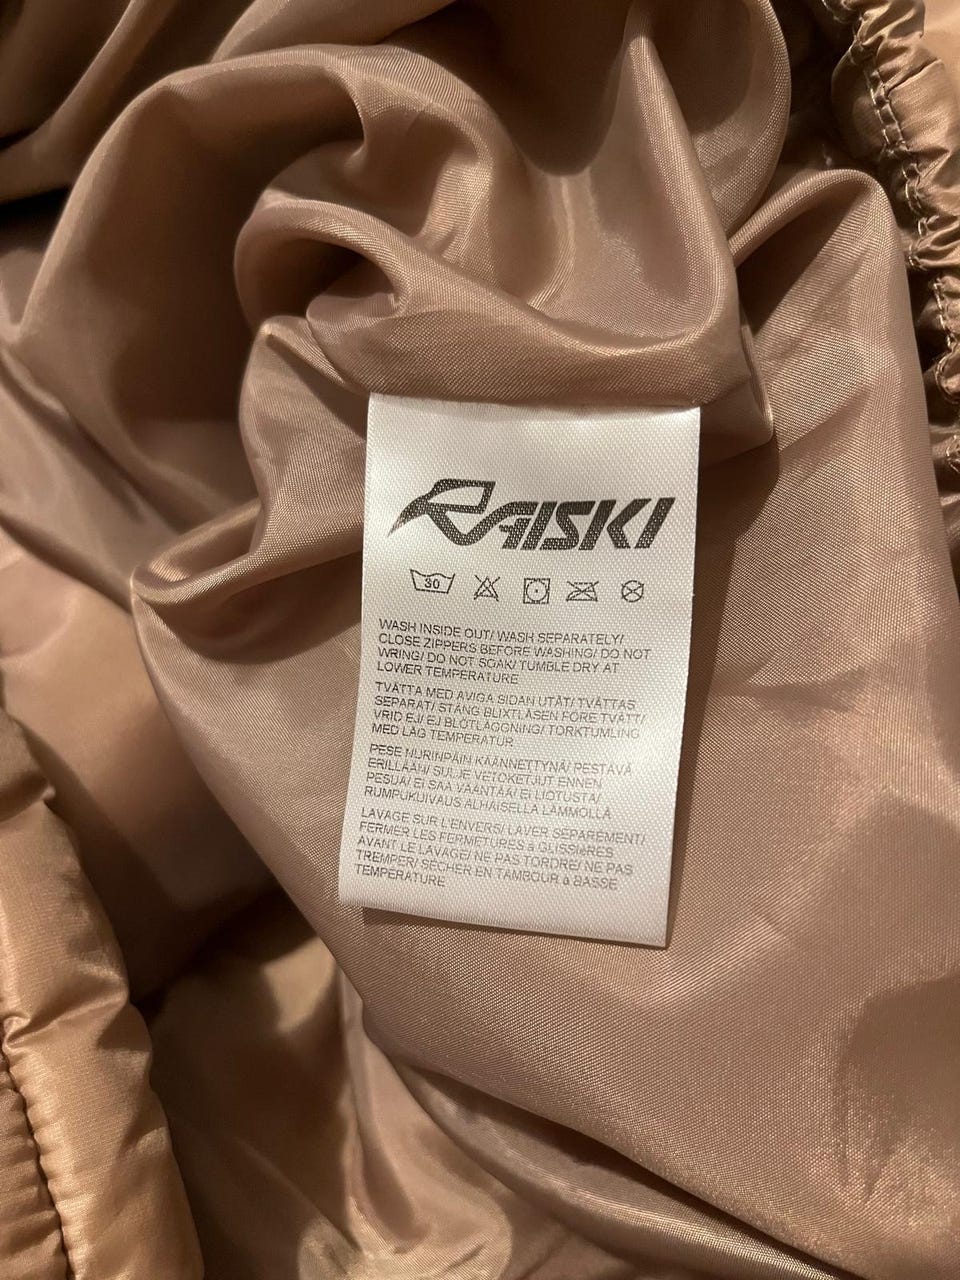 RAISKI
30
WASH INSIDE OUT/ WASH SEPARATELY/
CLOSE ZIPPERS BEFORE WASHING/ DO NOT
WRING/ DO NOT SOAK/ TUMBLE DRY AT
LOWER TEMPERATURE
TVÄTTA MED AVIGA SIDAN UTÅT/ TVÄTTAS
SEPARAT/ STÄNG BLIXTLÅSEN FÖRE TVÄTT/
VRID EJ/ EJ BLÖTLÄGGNING/ TORKTUMLING
MED LÅG TEMPERATUR
PESE NURINPÄIN KÄÄNNETTYNÄ/ PESTÄVÄ
ERILLÄÄN/ SULJE VETOKETJUT ENNEN
PESUA/ EI SAA VÄÄNTÄÄ/ EI LIOTUSTA/
RUMPUKUIVAUS ALHAISELLA LÄMMÖLLÄ
LAVAGE SUR L'ENVERS/ LAVER SÉPARÉMENT/
FERMER LES FERMETURES à GLISSIèRES
AVANT LE LAVAGE/ NE PAS TORDRE/ NE PAS
TREMPER/ SÉCHER EN TAMBOUR à BASSE
TEMPÉRATURE